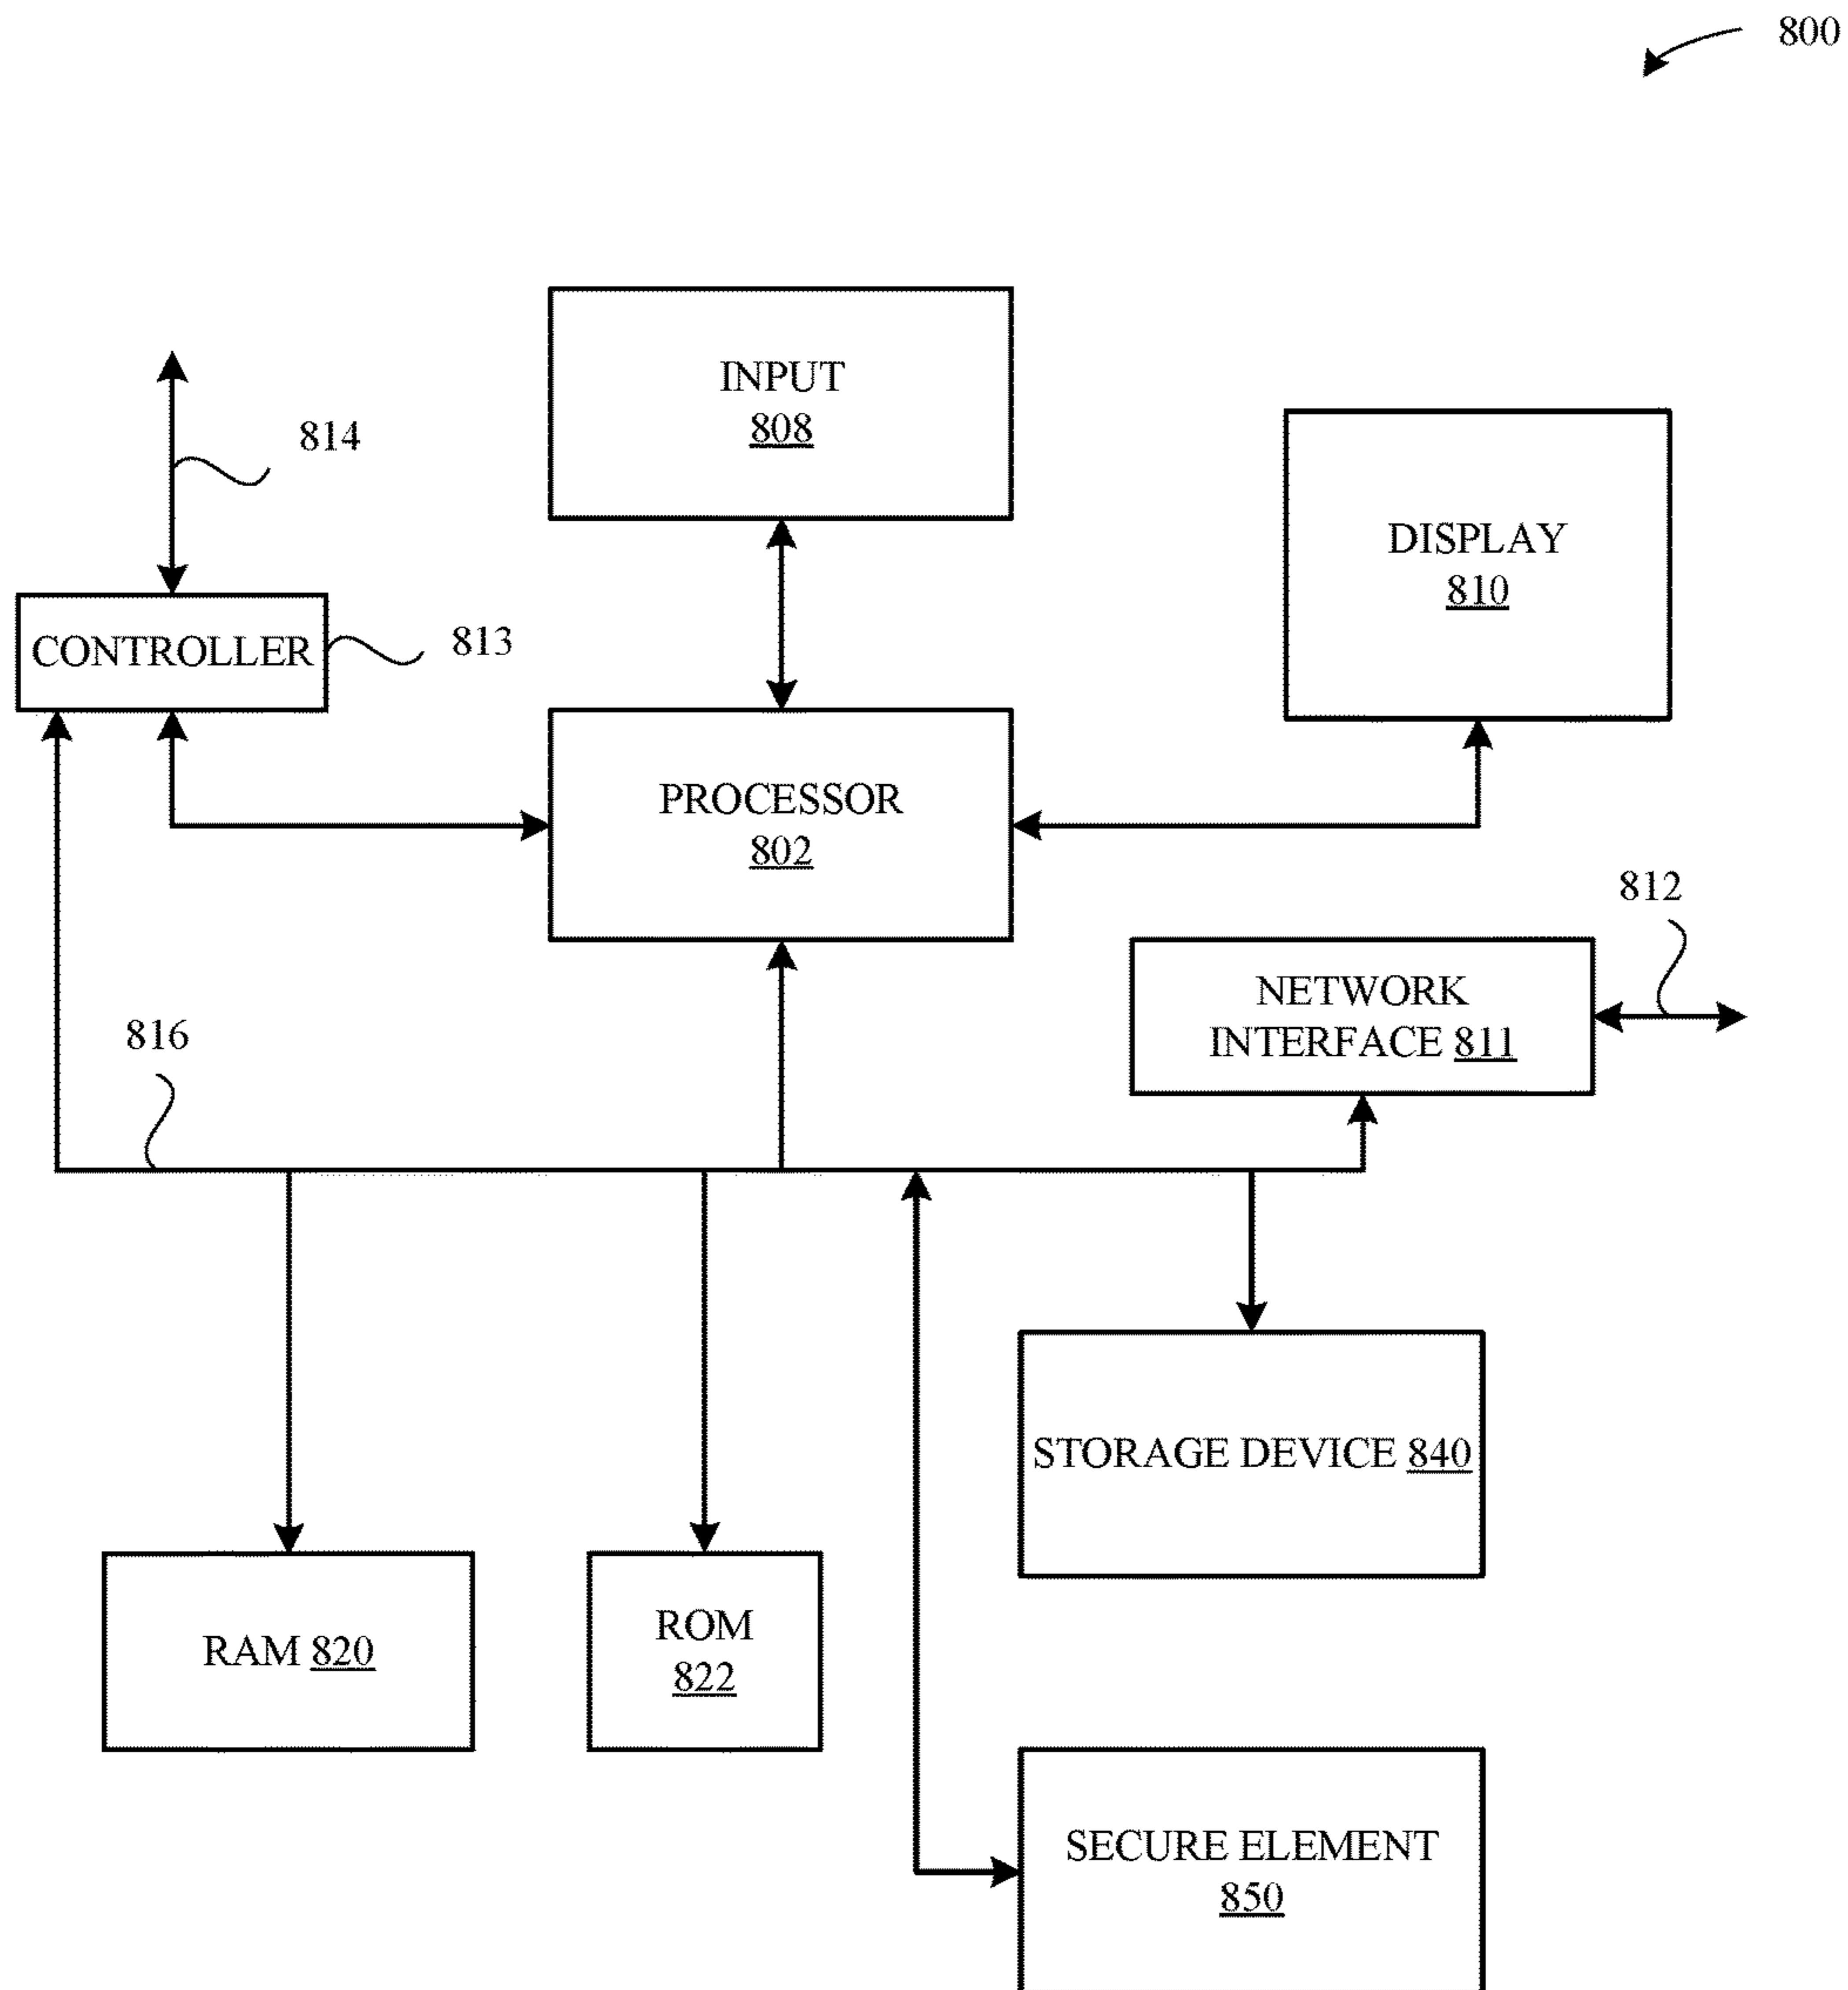 800
INPUT
808
814
DISPLAY
810
CONTROLLER
813
PROCESSOR
802
812
NETWORK
INTERFACE 811
816
STORAGE DEVICE 840
RAM 820
ROM
822
SECURE ELEMENT
850